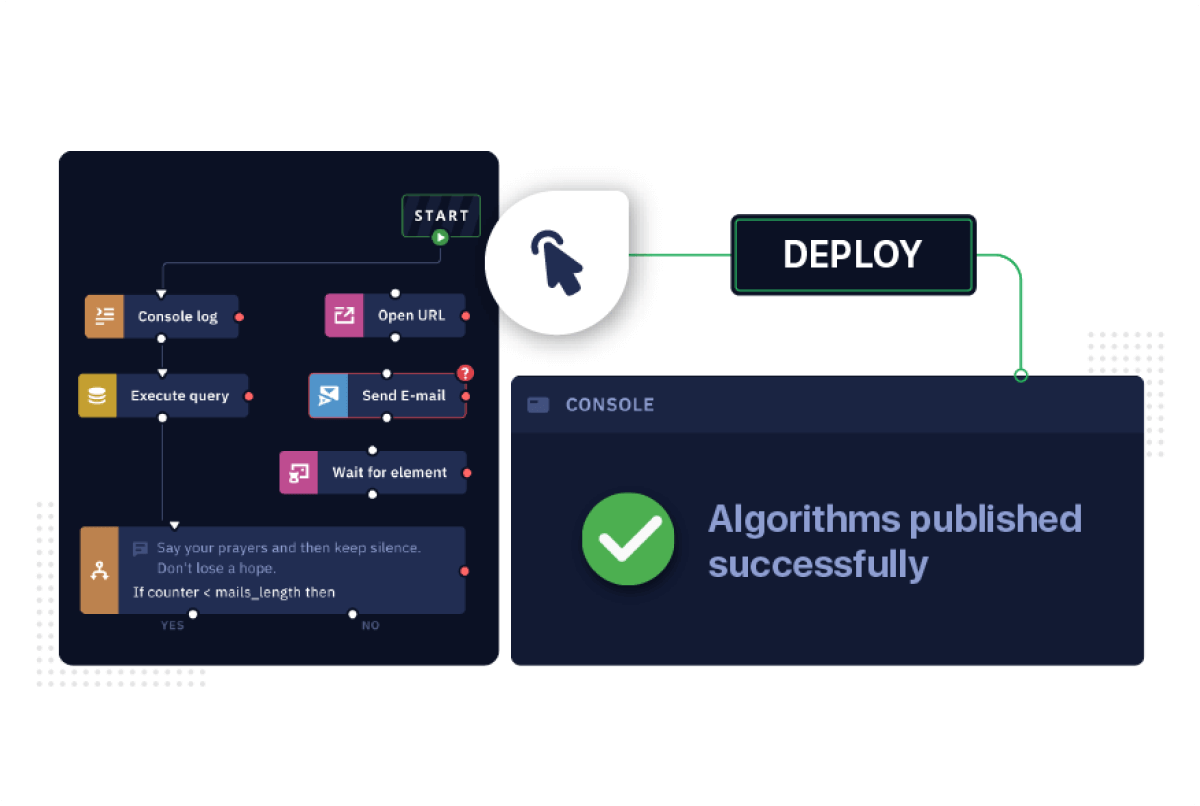 START
Console log
Open URL
Execute query
Send E-mail
?
Wait for element
Say your prayers and then keep silence.
Don't lose a hope.
If counter < mails_length then
YES
NO
DEPLOY
CONSOLE
Algorithms published
successfully